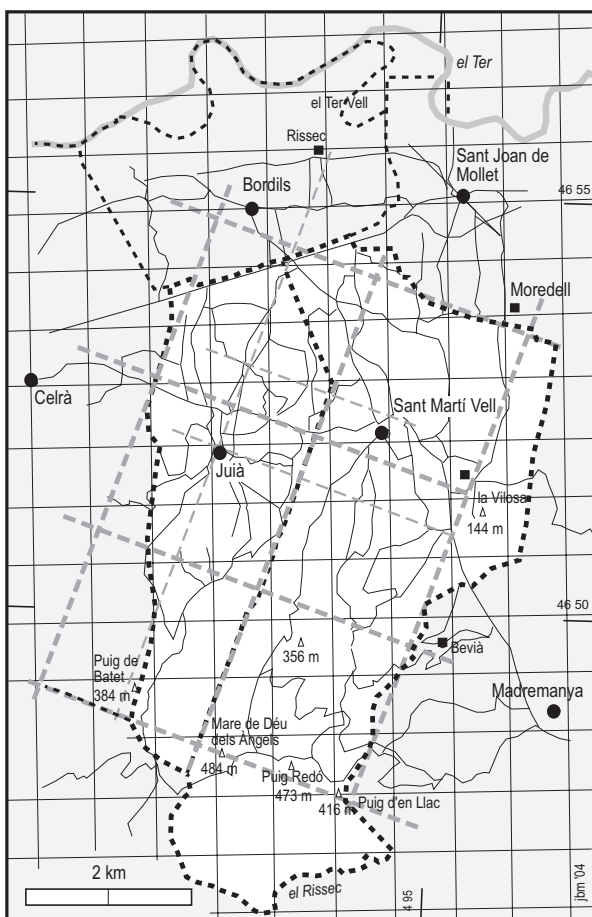 el Ter
el Ter Vell
Rissec
Sant Joan de
Mollet
Bordils
46 55
Moredell
Celrà
Sant Martí Vell
Juià
la Vilosa
144 m
46 50
Bevià
356 m
Puig de
Batet
384 m
Madremanya
Mare de Déu
dels Àngels
484 m
Puig Redó
473 m
Puig d'en Llac
416 m
2 km
el Rissec
4 95
jbm '04